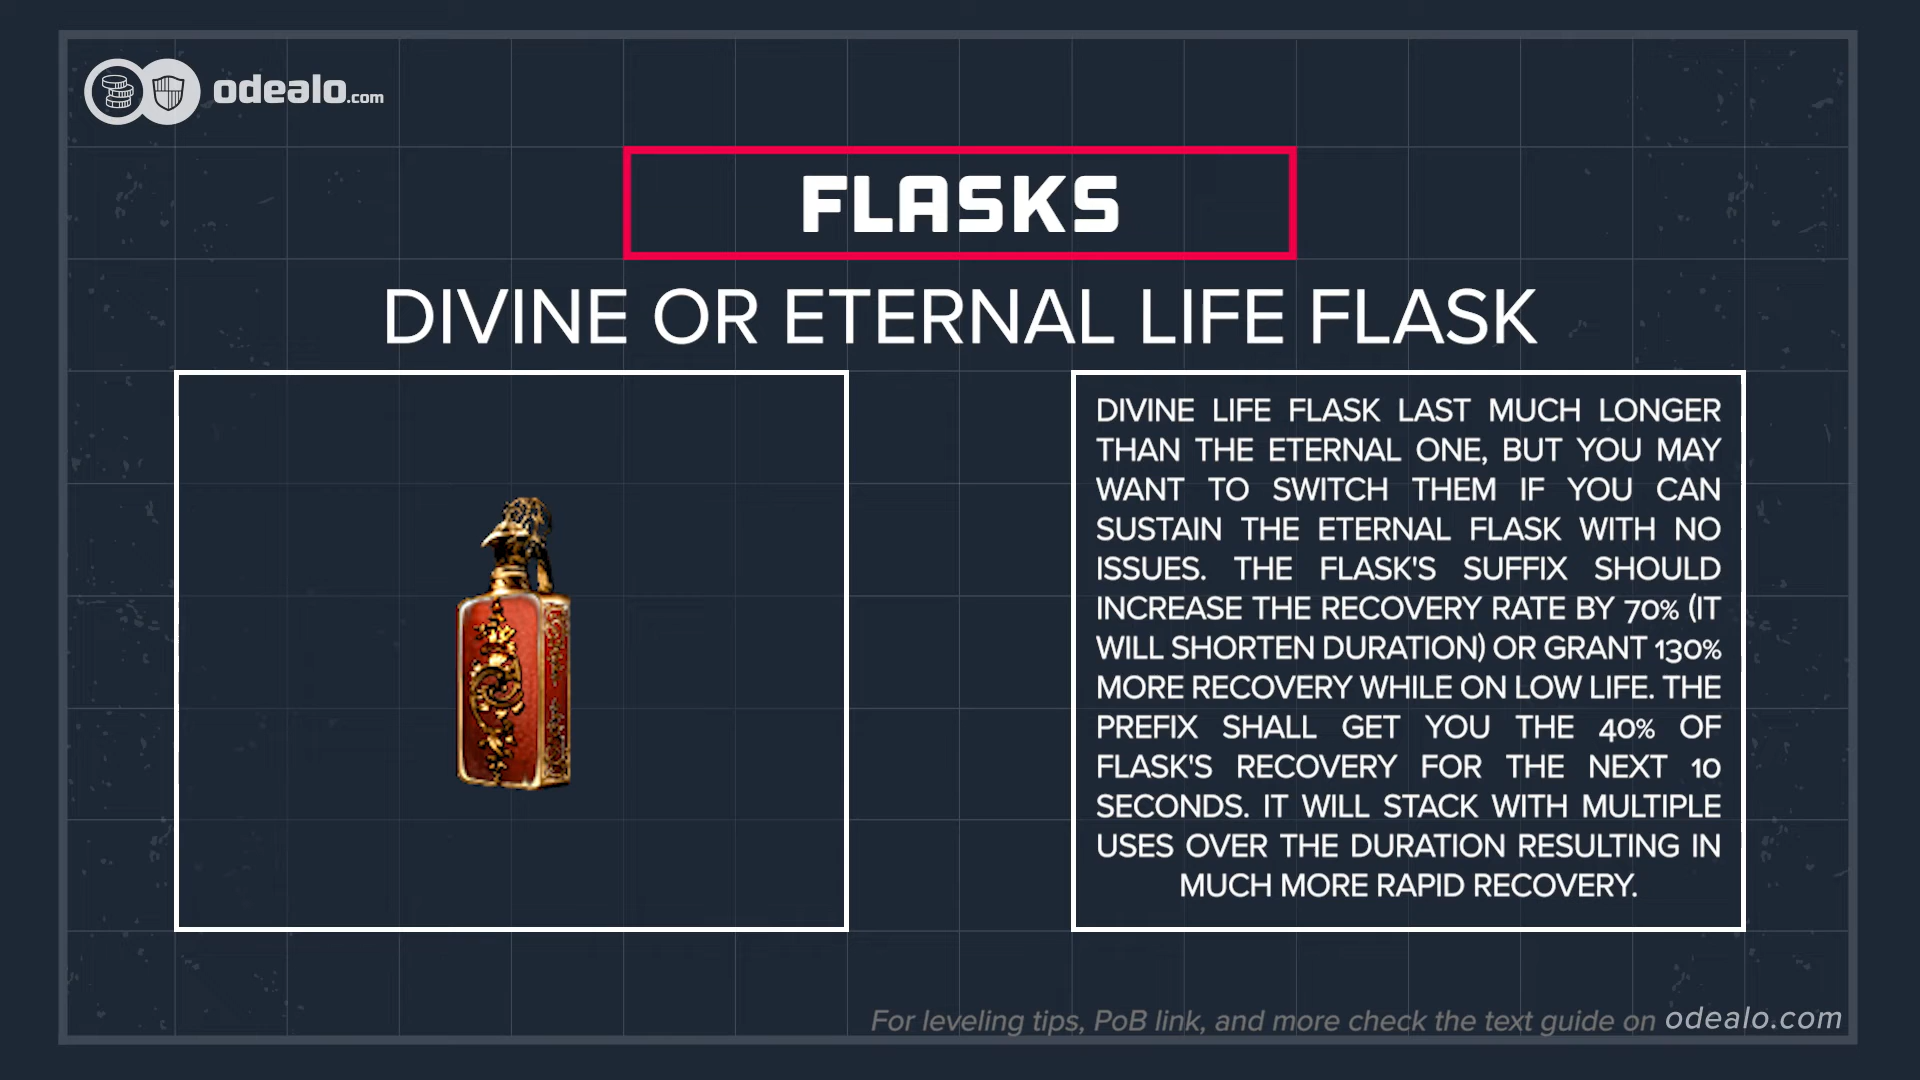 odealo.com
FLASKS
DIVINE OR ETERNAL LIFE FLASK
DIVINE LIFE FLASK LAST MUCH LONGER
THAN THE ETERNAL ONE, BUT YOU MAY
WANT TO SWITCH THEM IF YOU CAN
SUSTAIN THE ETERNAL FLASK WITH NO
ISSUES. THE FLASK'S SUFFIX SHOULD
INCREASE THE RECOVERY RATE BY 70% (IT
WILL SHORTEN DURATION) OR GRANT 130%
MORE RECOVERY WHILE ON LOW LIFE. THE
PREFIX SHALL GET YOU THE 40% OF
FLASK'S RECOVERY FOR THE NEXT 10
SECONDS. IT WILL STACK WITH MULTIPLE
USES OVER THE DURATION RESULTING IN
MUCH MORE RAPID RECOVERY.
For leveling tips, PoB link, and more check the text guide on odealo.com